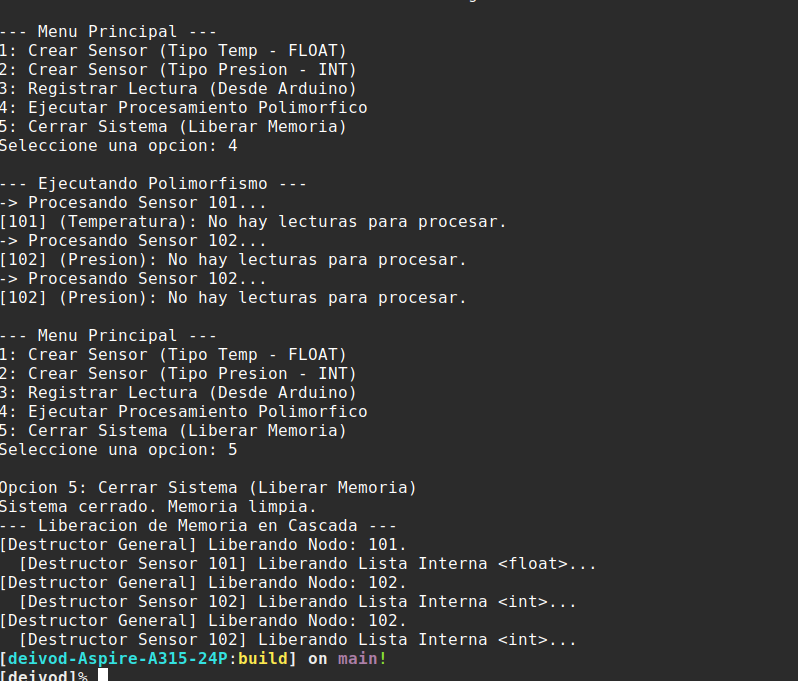 --- Menu Principal ---
1: Crear Sensor (Tipo Temp - FLOAT)
2: Crear Sensor (Tipo Presion - INT)
3: Registrar Lectura (Desde Arduino)
4: Ejecutar Procesamiento Polimorfico
5: Cerrar Sistema (Liberar Memoria)
Seleccione una opcion: 4
--- Ejecutando Polimorfismo ---
-> Procesando Sensor 101...
[101] (Temperatura): No hay lecturas para procesar.
-> Procesando Sensor 102...
[102] (Presion): No hay lecturas para procesar.
-> Procesando Sensor 102...
[102] (Presion): No hay lecturas para procesar.
--- Menu Principal ---
1: Crear Sensor (Tipo Temp - FLOAT)
2: Crear Sensor (Tipo Presion - INT)
3: Registrar Lectura (Desde Arduino)
4: Ejecutar Procesamiento Polimorfico
5: Cerrar Sistema (Liberar Memoria)
Seleccione una opcion: 5
Opcion 5: Cerrar Sistema (Liberar Memoria)
Sistema cerrado. Memoria limpia.
--- Liberacion de Memoria en Cascada ---
[Destructor General] Liberando Nodo: 101.
[Destructor Sensor 101] Liberando Lista Interna <float>...
[Destructor General] Liberando Nodo: 102.
[Destructor Sensor 102] Liberando Lista Interna <int>...
[Destructor General] Liberando Nodo: 102.
[Destructor Sensor 102] Liberando Lista Interna <int>...
[deivod-Aspire-A315-24P:build] on main!
[deivod]%